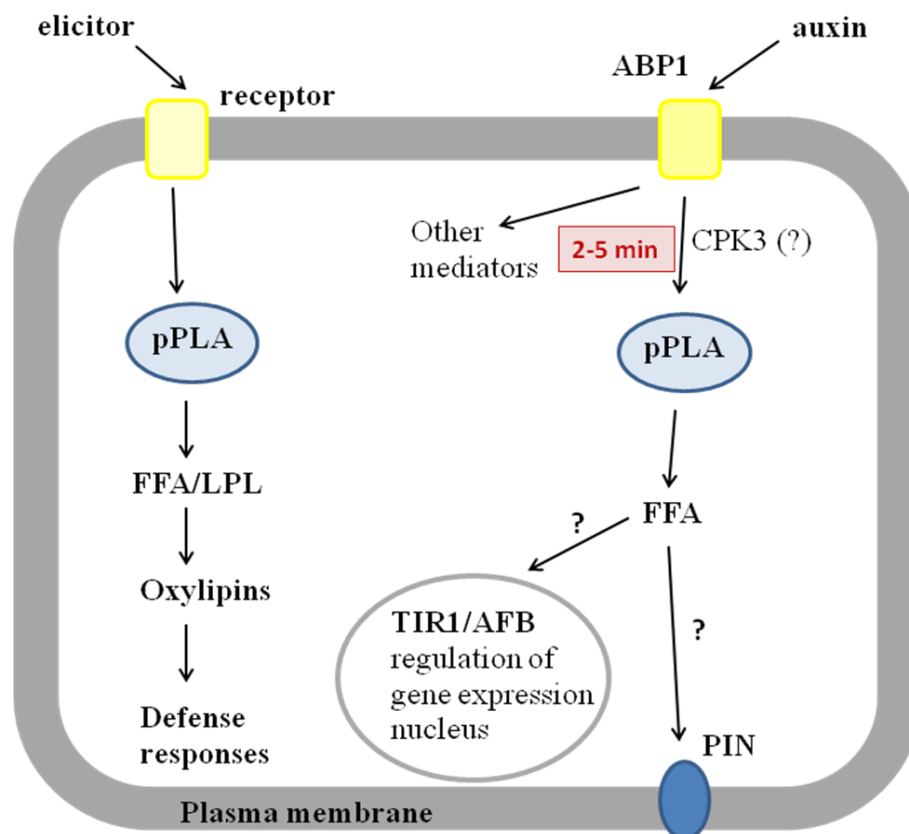 elicitor
auxin
ABP1
receptor
Other
mediators
2-5 min
CPK3 (?)
pPLA
pPLA
FFA/LPL
FFA
?
Oxylipins
TIR1/AFB
regulation of
gene expression
nucleus
?
Defense
responses
PIN
Plasma membrane